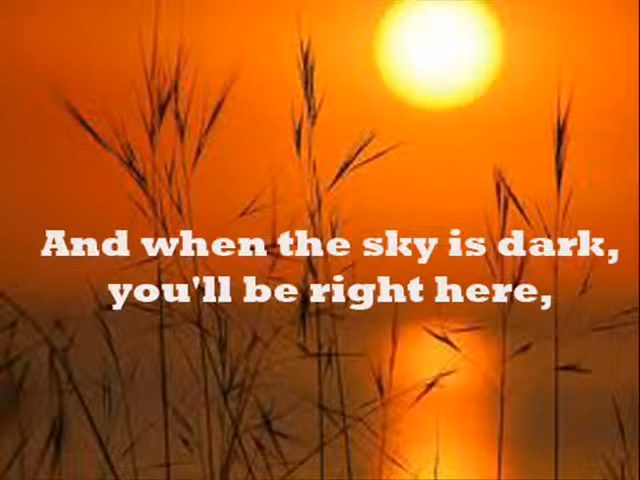 And when the sky is dark,
you'll be right here,